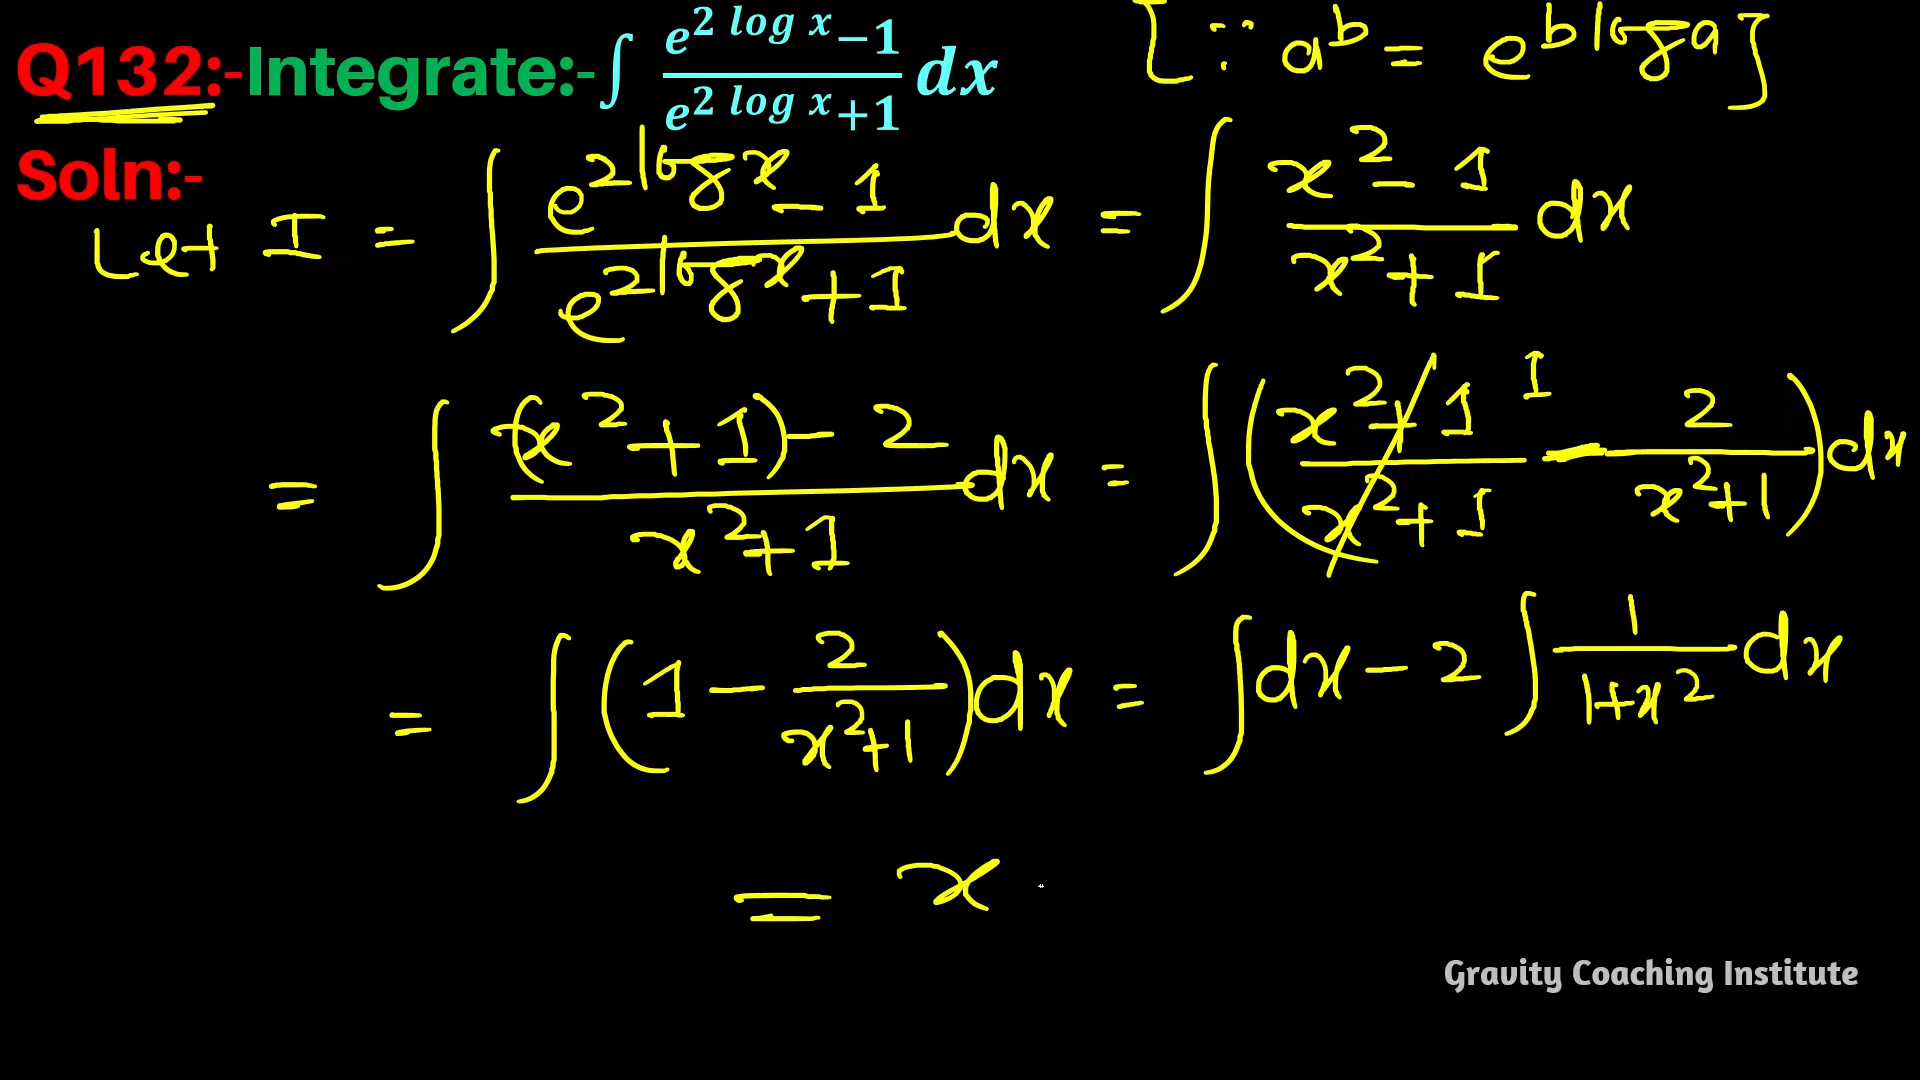 Q132:-Integrate:-∫ (e^{2 log x}−1)/(e^{2 log x}+1) dx [∵ a^b = e^{b log a}]
Soln:-
Let I = ∫ (e^{2 log x} − 1)/(e^{2 log x} + 1) dx = ∫ (x² − 1)/(x² + 1) dx
= ∫ ((x² + 1) − 2)/(x² + 1) dx = ∫ ((x² + 1)/(x² + 1) 1 − 2/(x² + 1)) dx
= ∫ (1 − 2/(x² + 1)) dx = ∫ dx − 2 ∫ 1/(1 + x²) dx
= x
Gravity Coaching Institute